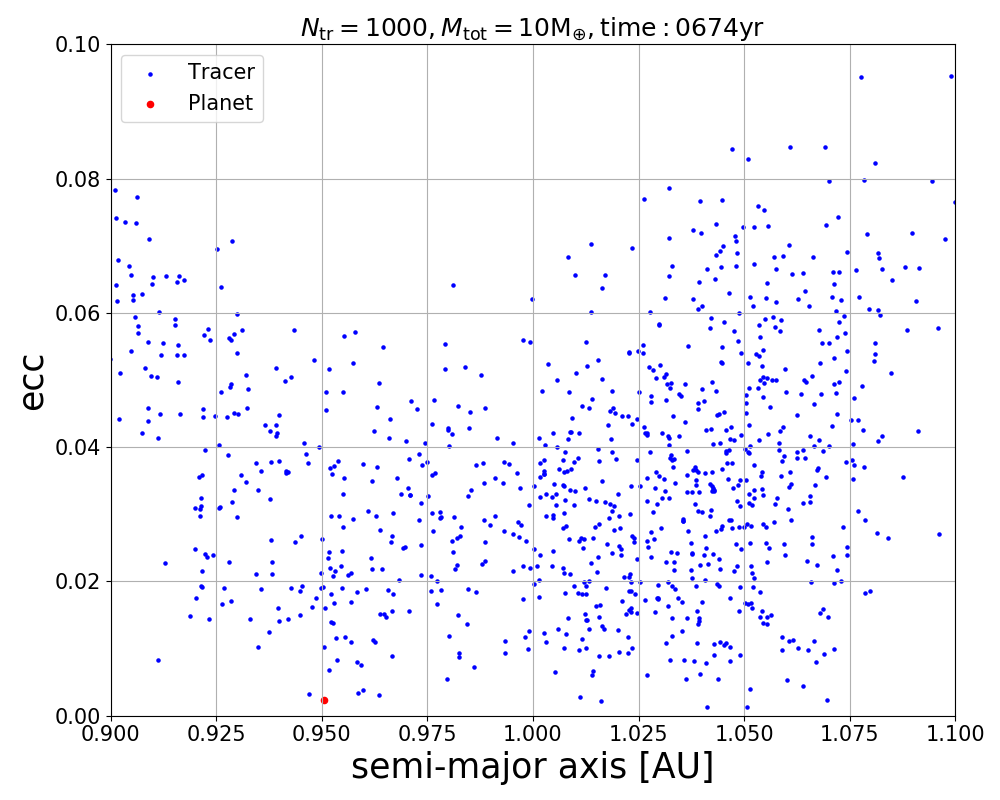 N_tr = 1000, M_tot = 10M_⊕, time : 0674yr
0.10
Tracer
Planet
0.08
0.06
ecc
0.04
0.02
0.00
0.900 0.925 0.950 0.975 1.000 1.025 1.050 1.075 1.100
semi-major axis [AU]